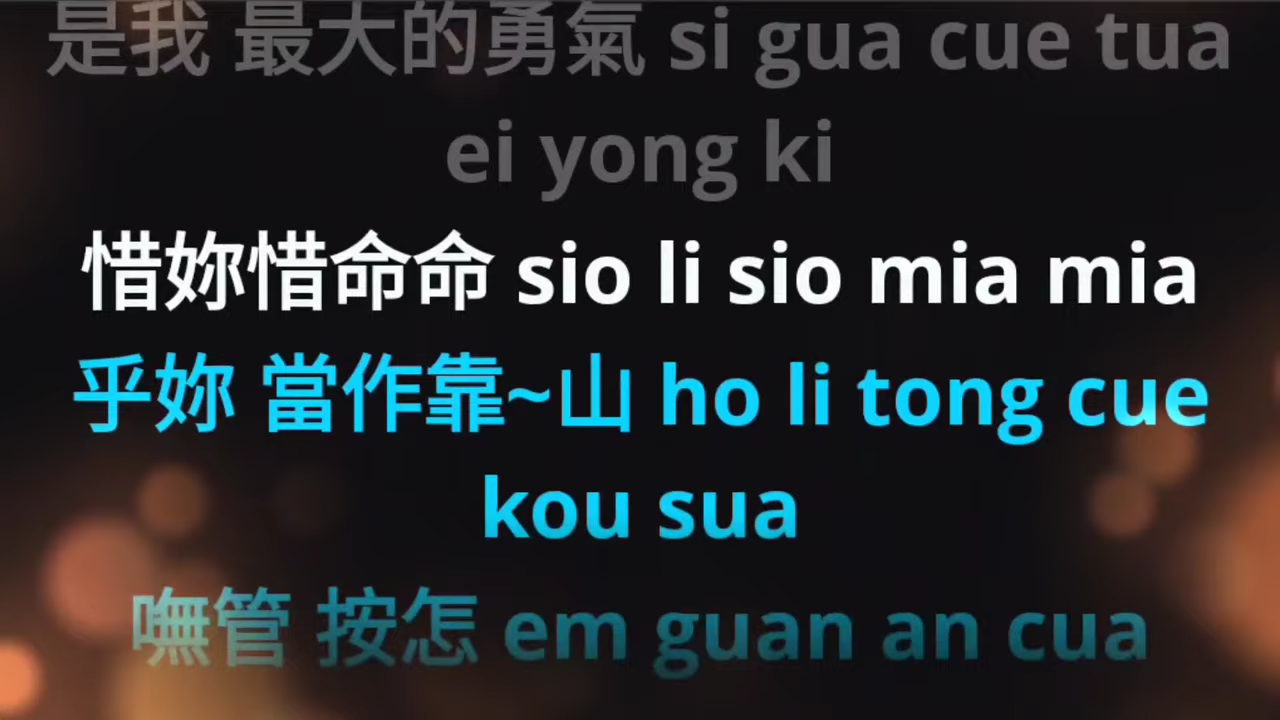 是我 最大的勇氣 si gua cue tua
ei yong ki
惜妳惜命命 sio li sio mia mia
乎妳 當作靠~山 ho li tong cue
kou sua
嘸管 按怎 em guan an cua